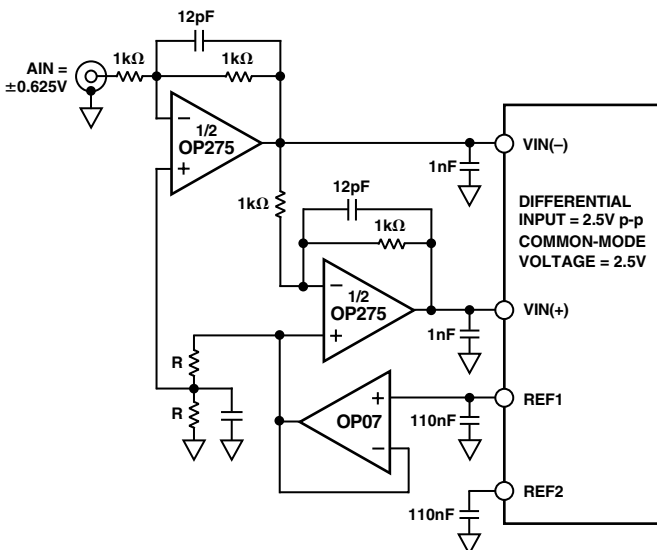 12pF
AIN =
±0.625V
1kΩ
1kΩ
1/2
OP275
−
+
VIN(–)
1nF
1kΩ
12pF
1kΩ
DIFFERENTIAL
INPUT = 2.5V p-p
COMMON-MODE
VOLTAGE = 2.5V
1/2
OP275
−
+
VIN(+)
1nF
R
R
OP07
+
−
REF1
110nF
REF2
110nF